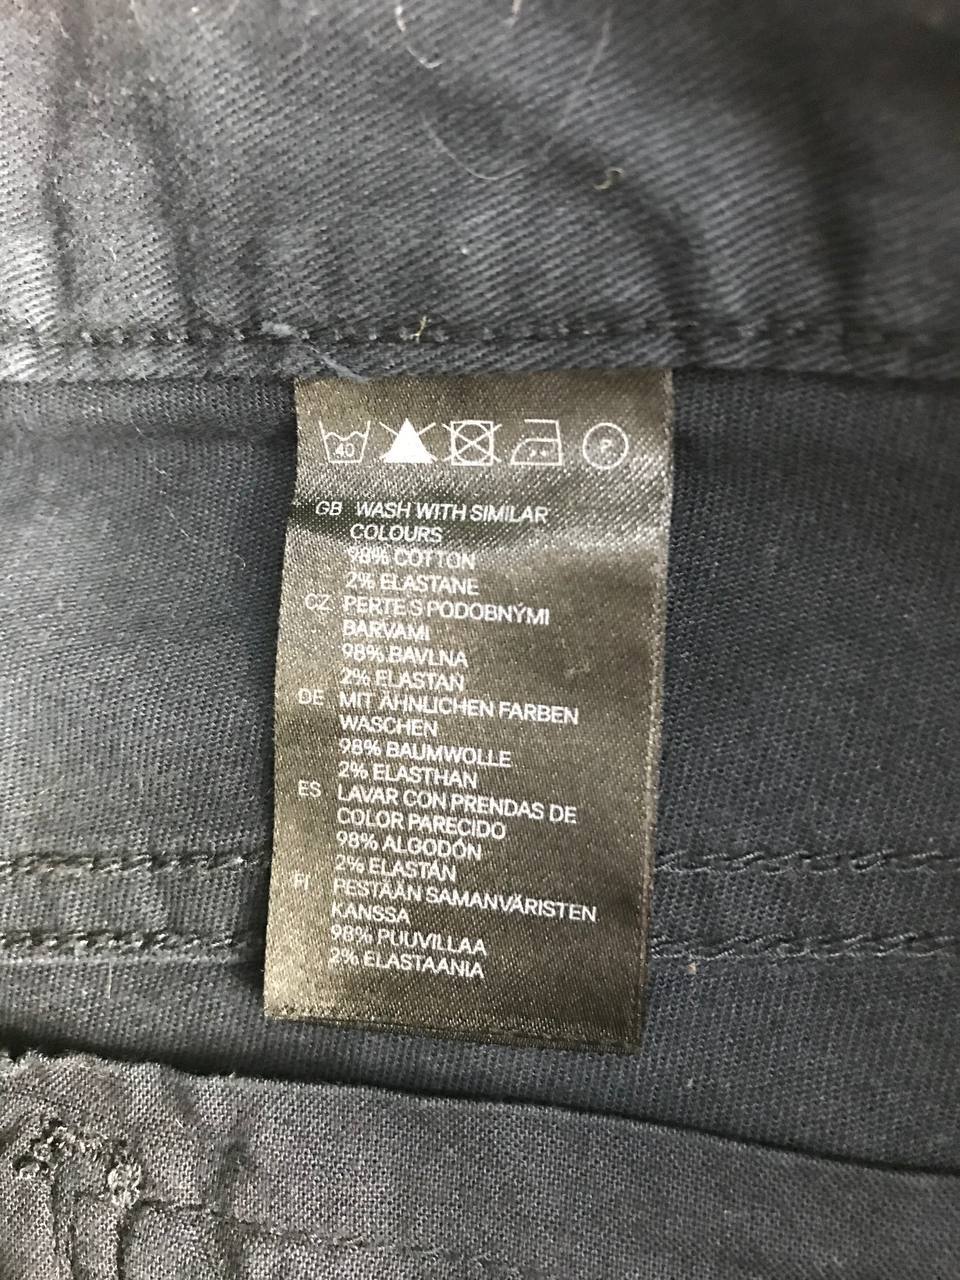 40
P
GB WASH WITH SIMILAR
COLOURS
98% COTTON
2% ELASTANE
CZ PERTE S PODOBNÝMI
BARVAMI
98% BAVLNA
2% ELASTAN
DE MIT ÄHNLICHEN FARBEN
WASCHEN
98% BAUMWOLLE
2% ELASTHAN
ES LAVAR CON PRENDAS DE
COLOR PARECIDO
98% ALGODÓN
2% ELASTÁN
FI PESTÄÄN SAMANVÄRISTEN
KANSSA
98% PUUVILLAA
2% ELASTAANIA